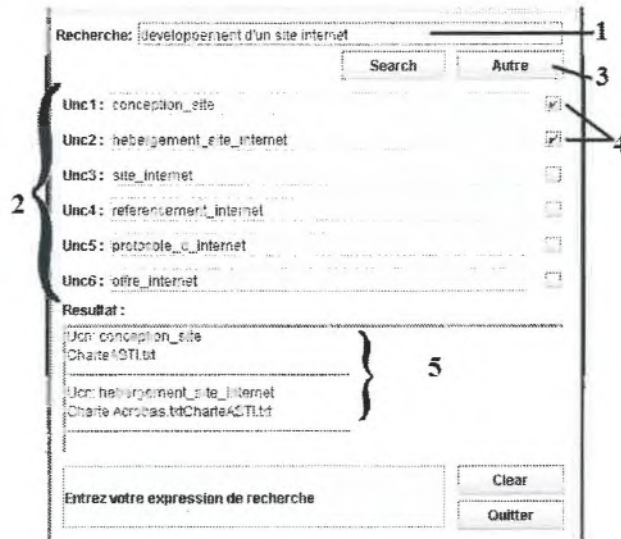 Recherche: developpement d'un site internet 1
Search Autre 3
Unc1: conception_site
Unc2: hebergement_site_internet 4
Unc3: site_internet
2 Unc4: referencement_internet
Unc5: protocole_d_internet
Unc6: offre_internet
Resultat:
Ucn: conception_site
CharteASTI.txt
5
Ucn: hebergement_site_internet
Charte Acrobas.txtCharteASTI.txt
Entrez votre expression de recherche
Clear
Quitter